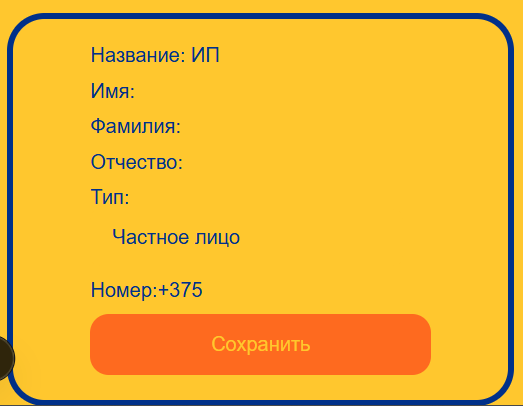 Название: ИП
Имя:
Фамилия:
Отчество:
Тип:
Частное лицо
Номер:+375
Сохранить